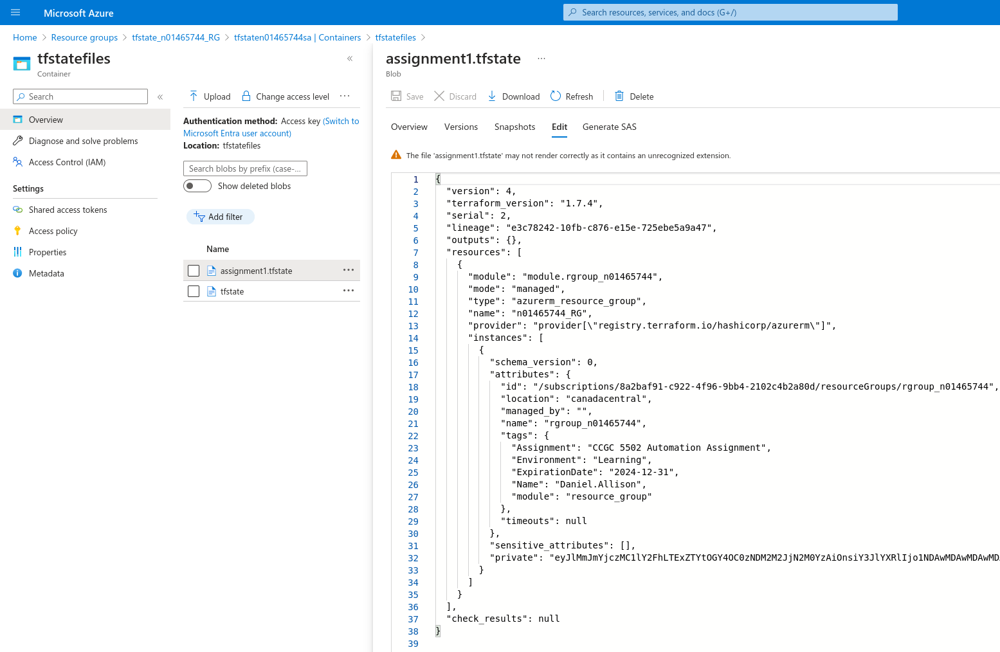 Microsoft Azure
Search resources, services, and docs (G+/)
Home > Resource groups > tfstate_n01465744_RG > tfstaten01465744sa | Containers > tfstatefiles >
tfstatefiles
Container
Search
Overview
Diagnose and solve problems
Access Control (IAM)
Settings
Shared access tokens
Access policy
Properties
Metadata
Upload
Change access level
Authentication method: Access key (Switch to
Microsoft Entra user account)
Location: tfstatefiles
Search blobs by prefix (case-...
Show deleted blobs
Add filter
Name
assignment1.tfstate
tfstate
assignment1.tfstate
Blob
Save Discard Download Refresh Delete
Overview Versions Snapshots Edit Generate SAS
The file 'assignment1.tfstate' may not render correctly as it contains an unrecognized extension.
1 {
2 "version": 4,
3 "terraform_version": "1.7.4",
4 "serial": 2,
5 "lineage": "e3c78242-10fb-c876-e15e-725ebe5a9a47",
6 "outputs": {},
7 "resources": [
8 {
9 "module": "module.rgroup_n01465744",
10 "mode": "managed",
11 "type": "azurerm_resource_group",
12 "name": "n01465744_RG",
13 "provider": "provider[\"registry.terraform.io/hashicorp/azurerm\"]",
14 "instances": [
15 {
16 "schema_version": 0,
17 "attributes": {
18 "id": "/subscriptions/8a2baf91-c922-4f96-9bb4-2102c4b2a80d/resourceGroups/rgroup_n01465744",
19 "location": "canadacentral",
20 "managed_by": "",
21 "name": "rgroup_n01465744",
22 "tags": {
23 "Assignment": "CCGC 5502 Automation Assignment",
24 "Environment": "Learning",
25 "ExpirationDate": "2024-12-31",
26 "Name": "Daniel.Allison",
27 "module": "resource_group"
28 },
29 "timeouts": null
30 },
31 "sensitive_attributes": [],
32 "private": "eyJlMmJmYjczMC1lY2FhLTExZTYtOGY4OC0zNDM2M2JjN2M0YzAiOnsiY3JlYXRlIjo1NDAwMDAwMDAwMD
33 }
34 ]
35 }
36 ],
37 "check_results": null
38 }
39